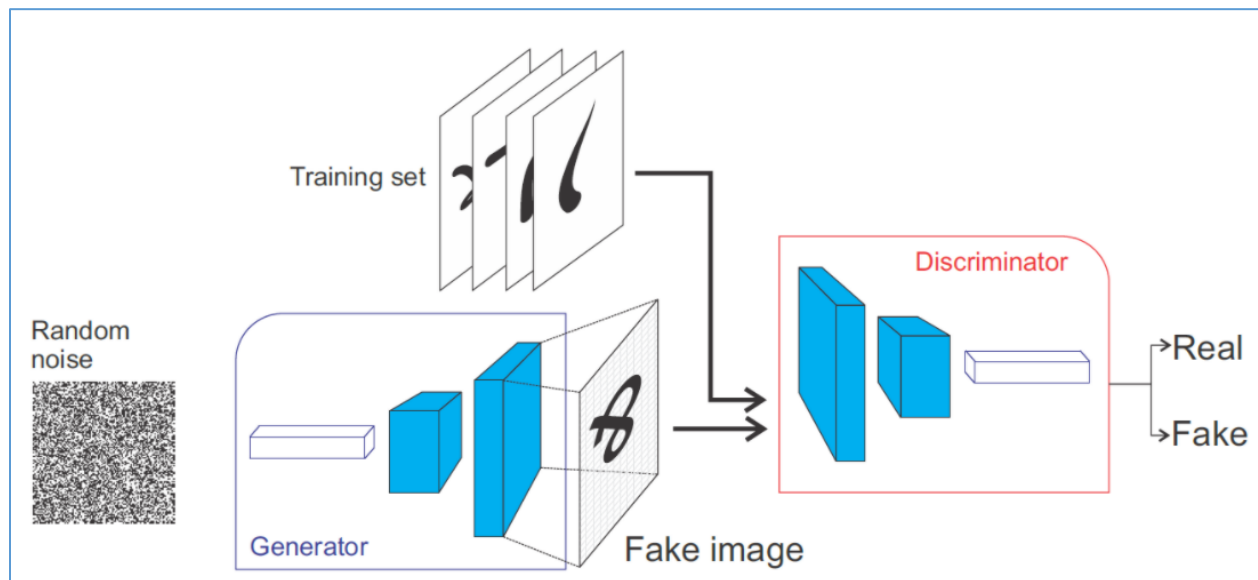 Training set
Discriminator
Random
noise
Real
Fake
Generator
Fake image